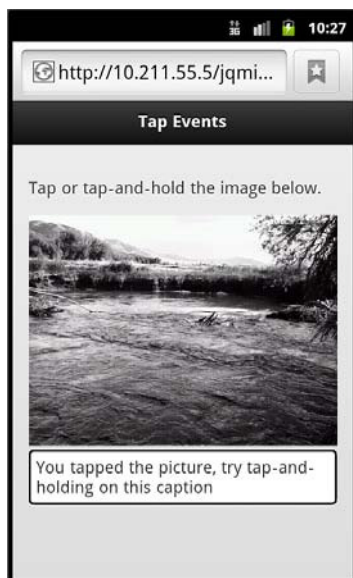 3G 10:27
http://10.211.55.5/jqmi...
Tap Events
Tap or tap-and-hold the image below.
You tapped the picture, try tap-and-
holding on this caption